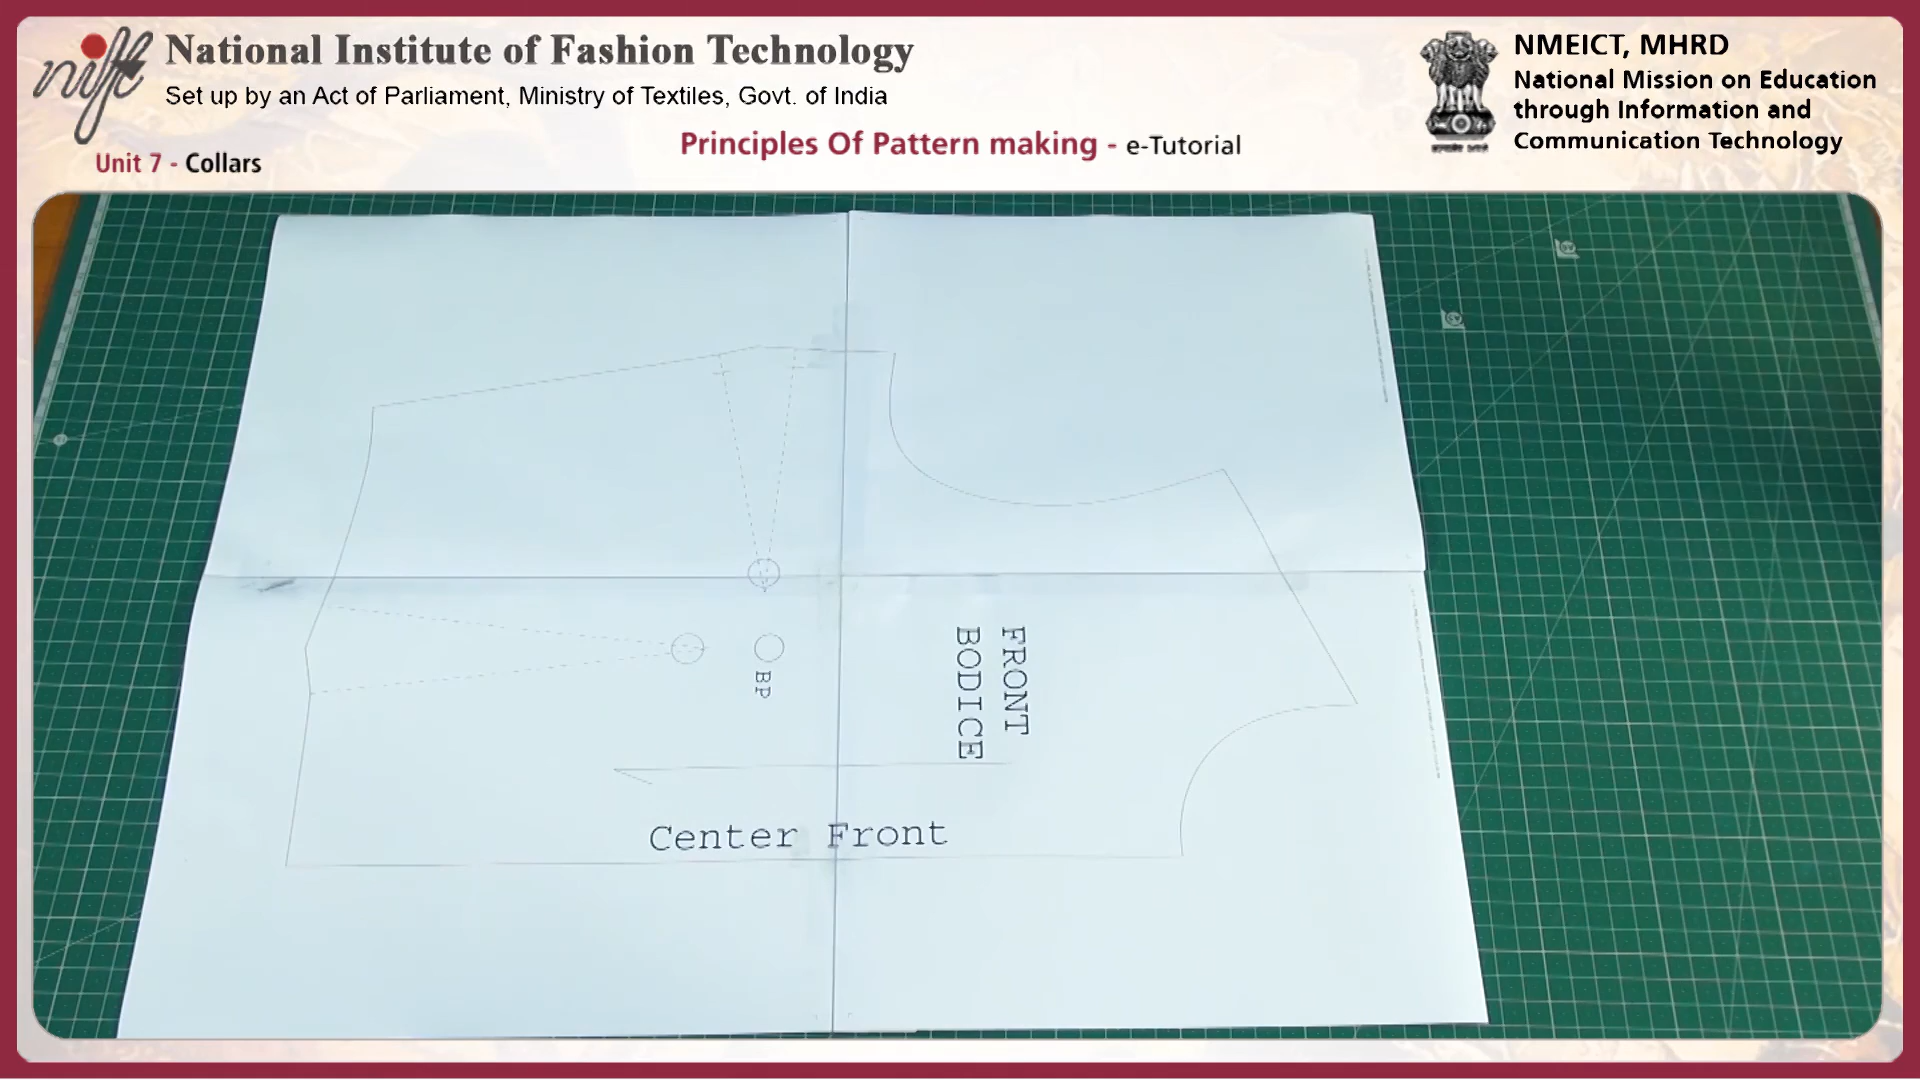 nift
National Institute of Fashion Technology
Set up by an Act of Parliament, Ministry of Textiles, Govt. of India
Unit 7 - Collars
Principles Of Pattern making - e-Tutorial
NMEICT, MHRD
National Mission on Education
through Information and
Communication Technology
FRONT
BODICE
BP
Center Front